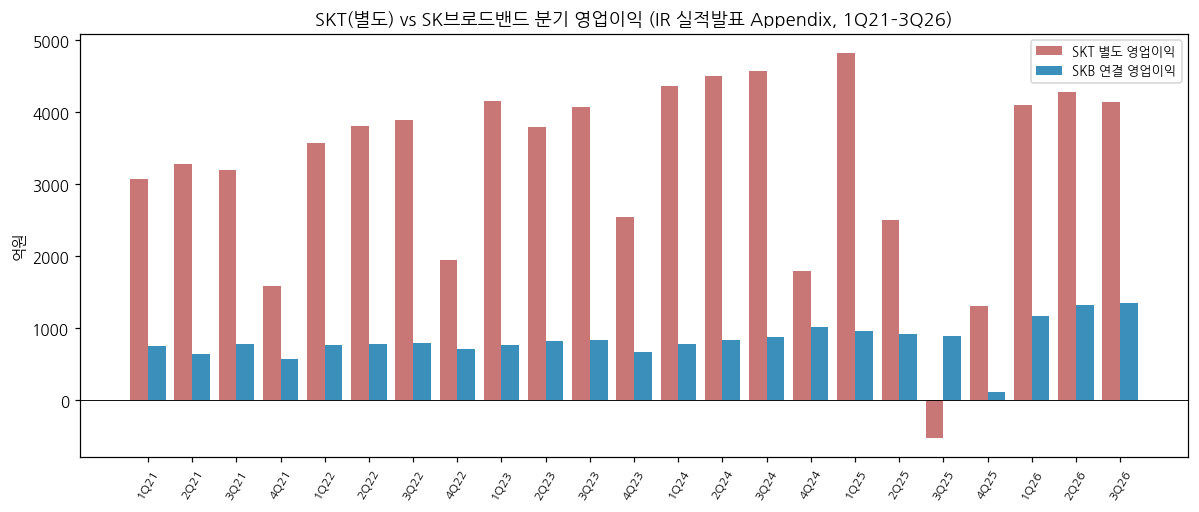 SKT(별도) vs SK브로드밴드 분기 영업이익 (IR 실적발표 Appendix, 1Q21-3Q26)
SKT 별도 영업이익
SKB 연결 영업이익
억원
5000
4000
3000
2000
1000
0
1Q21
2Q21
3Q21
4Q21
1Q22
2Q22
3Q22
4Q22
1Q23
2Q23
3Q23
4Q23
1Q24
2Q24
3Q24
4Q24
1Q25
2Q25
3Q25
4Q25
1Q26
2Q26
3Q26